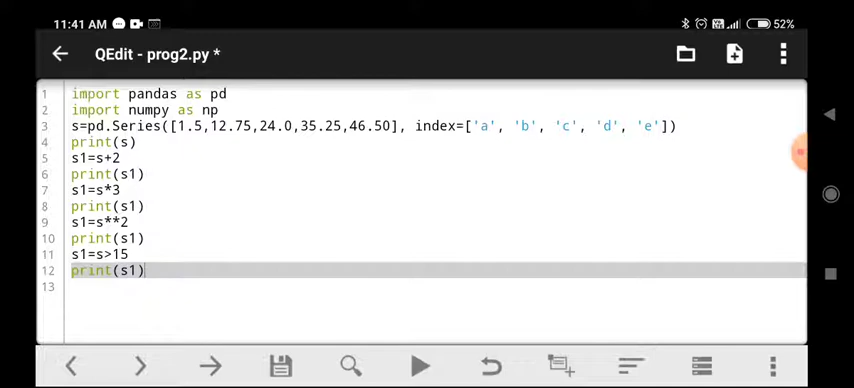 11:41 AM
52%
QEdit - prog2.py *
1 import pandas as pd
2 import numpy as np
3 s=pd.Series([1.5,12.75,24.0,35.25,46.50], index=['a', 'b', 'c', 'd', 'e'])
4 print(s)
5 s1=s+2
6 print(s1)
7 s1=s*3
8 print(s1)
9 s1=s**2
10 print(s1)
11 s1=s>15
12 print(s1)
13